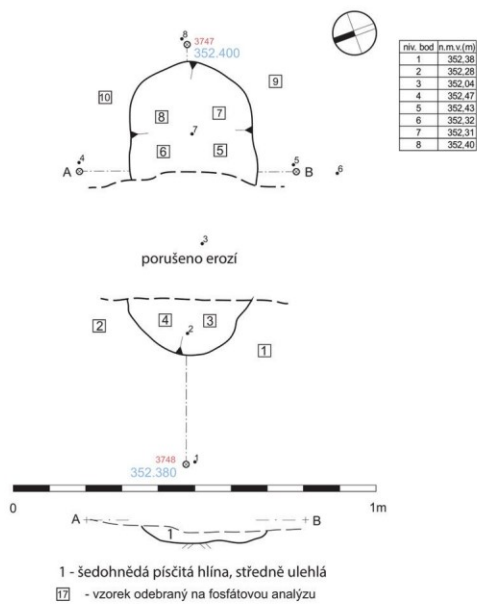 8
3747
352.400
niv. bod n.m.v.(m)
1 352,38
2 352,28
3 352,04
4 352,47
5 352,43
6 352,32
7 352,31
8 352,40
9
10
8 7
7
6 5
4 5 6
A B
3
porušeno erozí
2 4 3
2
1
3748 1
352.380
0 1m
A B
1
1 - šedohnědá písčitá hlína, středně ulehlá
17 - vzorek odebraný na fosfátovou analýzu